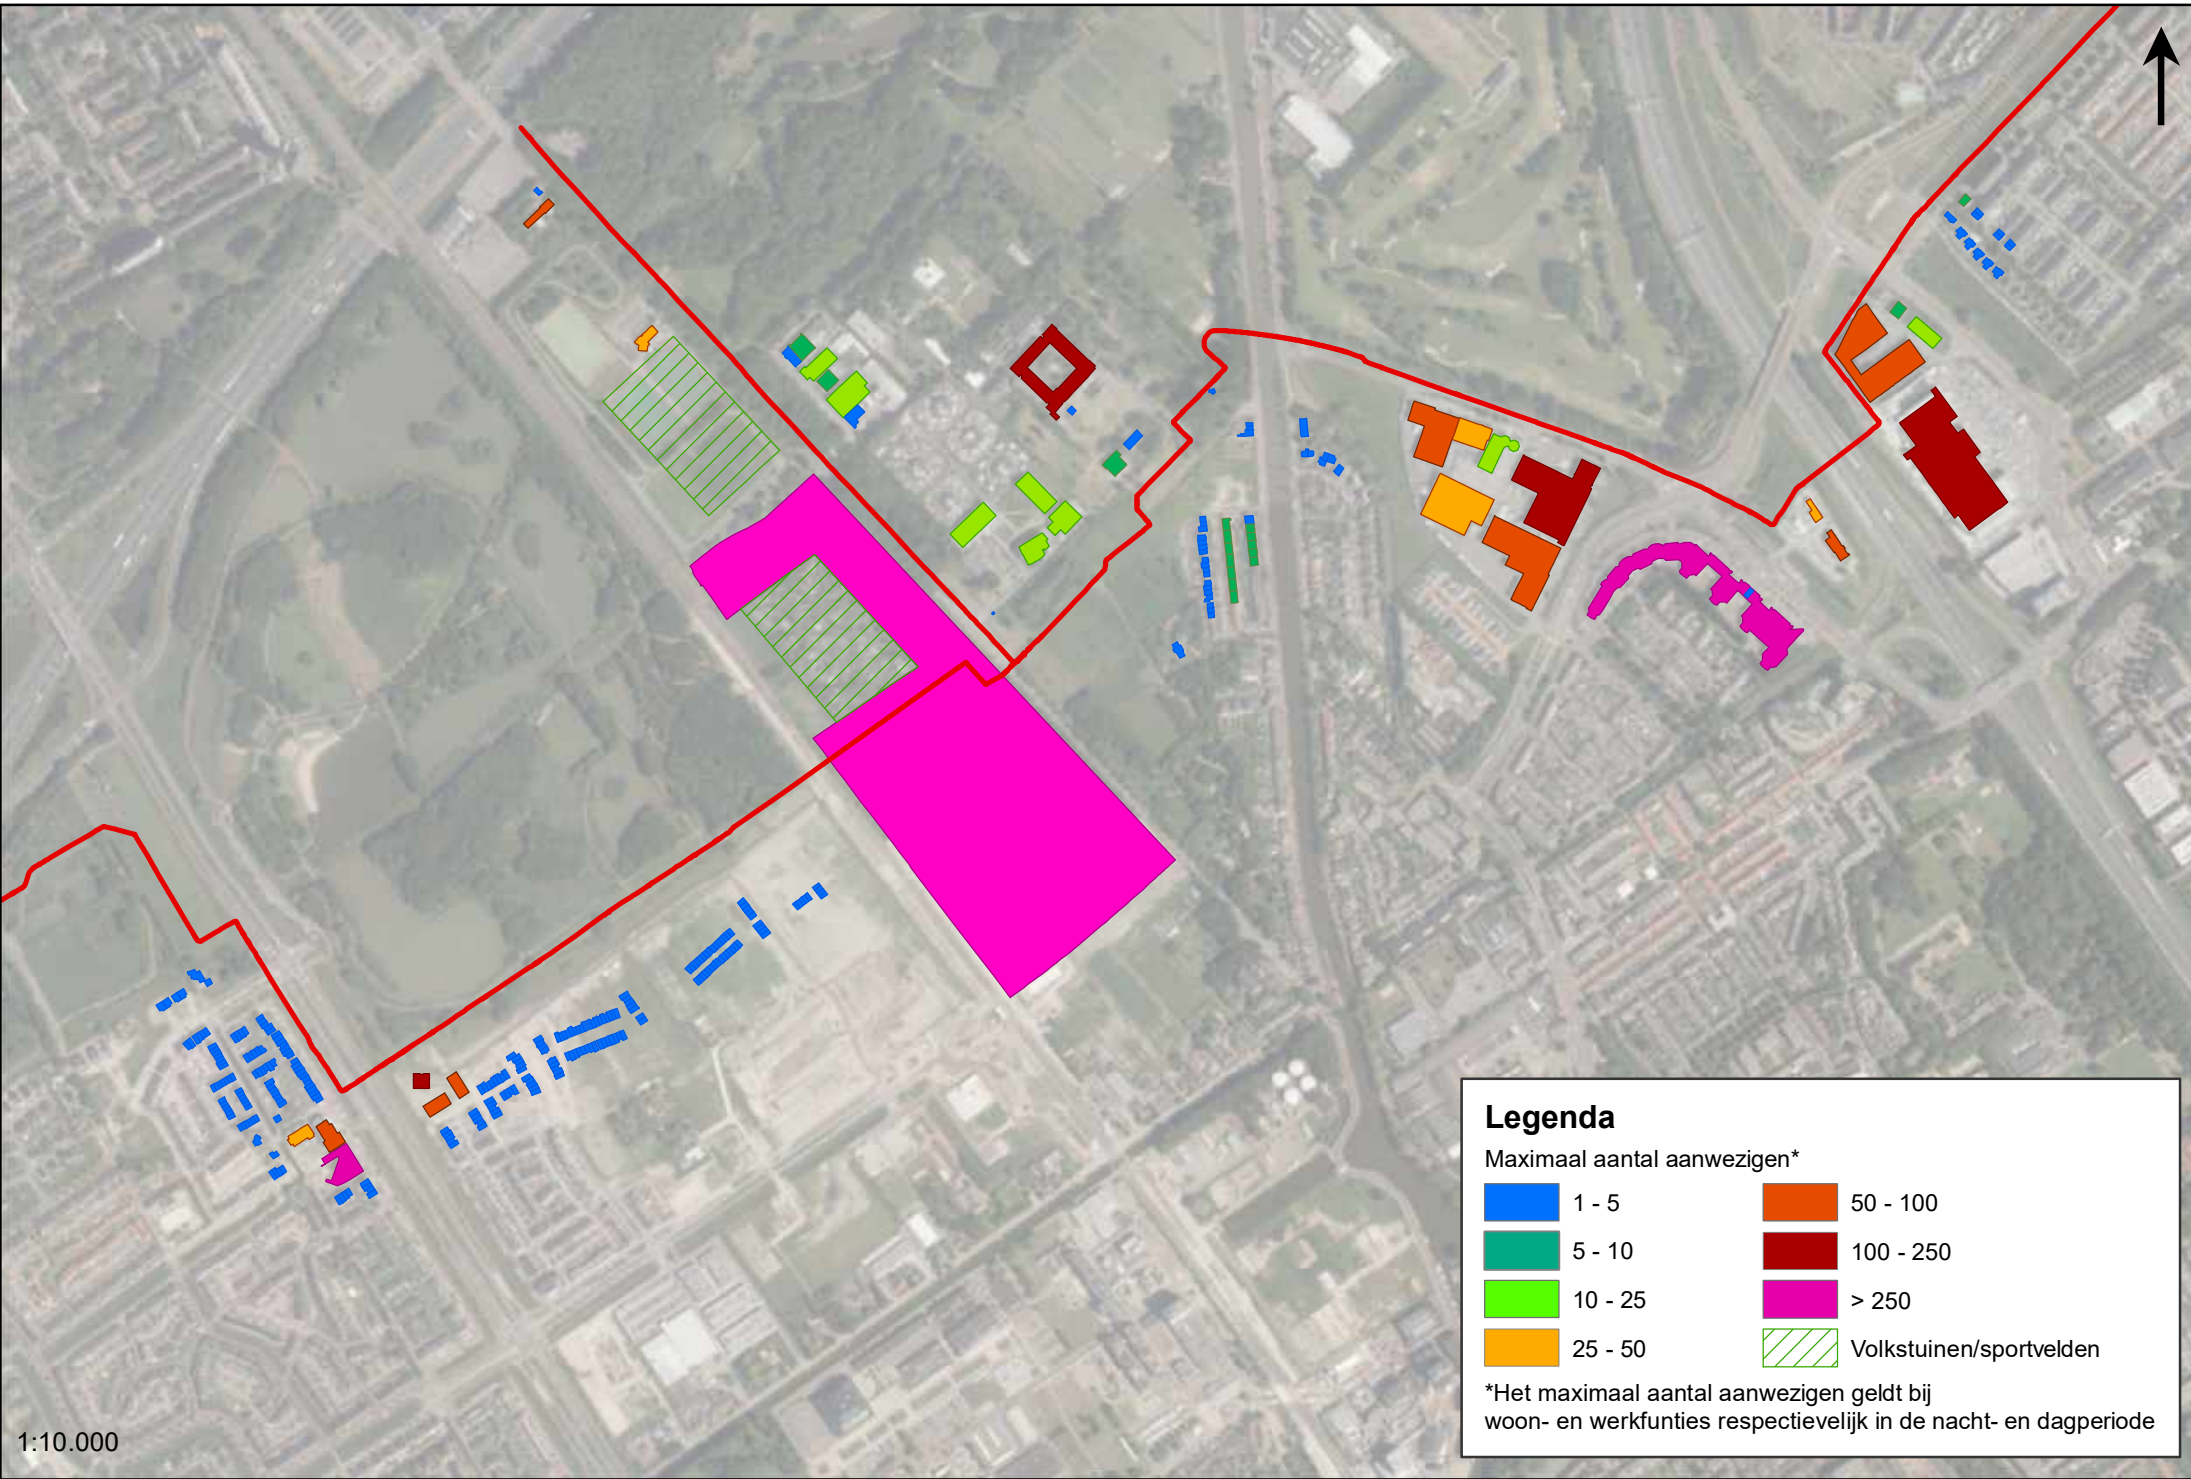 Legenda
Maximaal aantal aanwezigen*
1 - 5
5 - 10
10 - 25
25 - 50
50 - 100
100 - 250
> 250
Volkstuinen/sportvelden
*Het maximaal aantal aanwezigen geldt bij
woon- en werkfunties respectievelijk in de nacht- en dagperiode
1:10.000